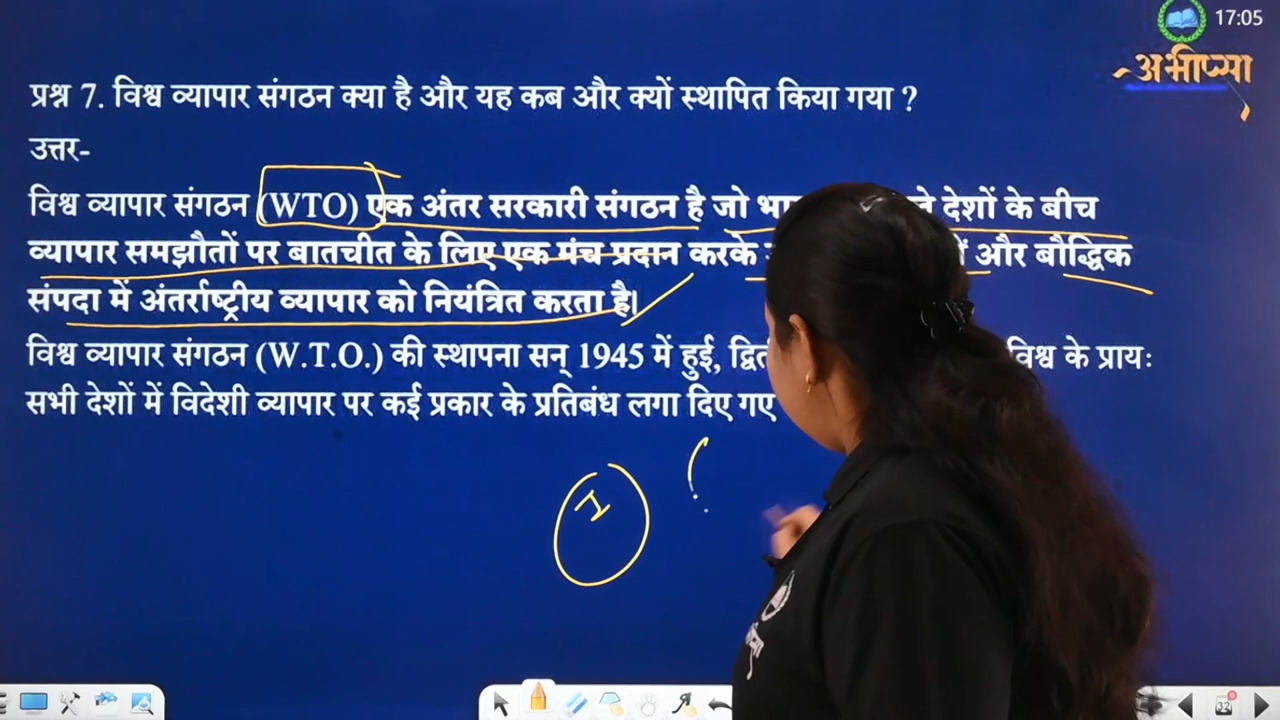 17:05
अभीप्सा
प्रश्न 7. विश्व व्यापार संगठन क्या है और यह कब और क्यों स्थापित किया गया ?
उत्तर-
विश्व व्यापार संगठन (WTO) एक अंतर सरकारी संगठन है जो देशों के बीच
व्यापार समझौतों पर बातचीत के लिए एक मंच प्रदान करके और बौद्धिक
संपदा में अंतर्राष्ट्रीय व्यापार को नियंत्रित करता है।
विश्व व्यापार संगठन (W.T.O.) की स्थापना सन् 1945 में हुई, विश्व के प्रायः
सभी देशों में विदेशी व्यापार पर कई प्रकार के प्रतिबंध लगा दिए गए
I
32